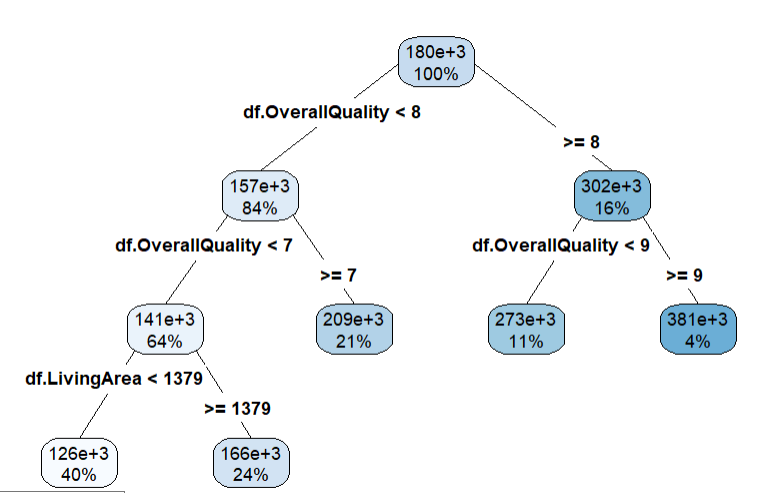 180e+3
100%
df.OverallQuality < 8
>= 8
157e+3
84%
302e+3
16%
df.OverallQuality < 7
>= 7
df.OverallQuality < 9
>= 9
141e+3
64%
209e+3
21%
273e+3
11%
381e+3
4%
df.LivingArea < 1379
>= 1379
126e+3
40%
166e+3
24%